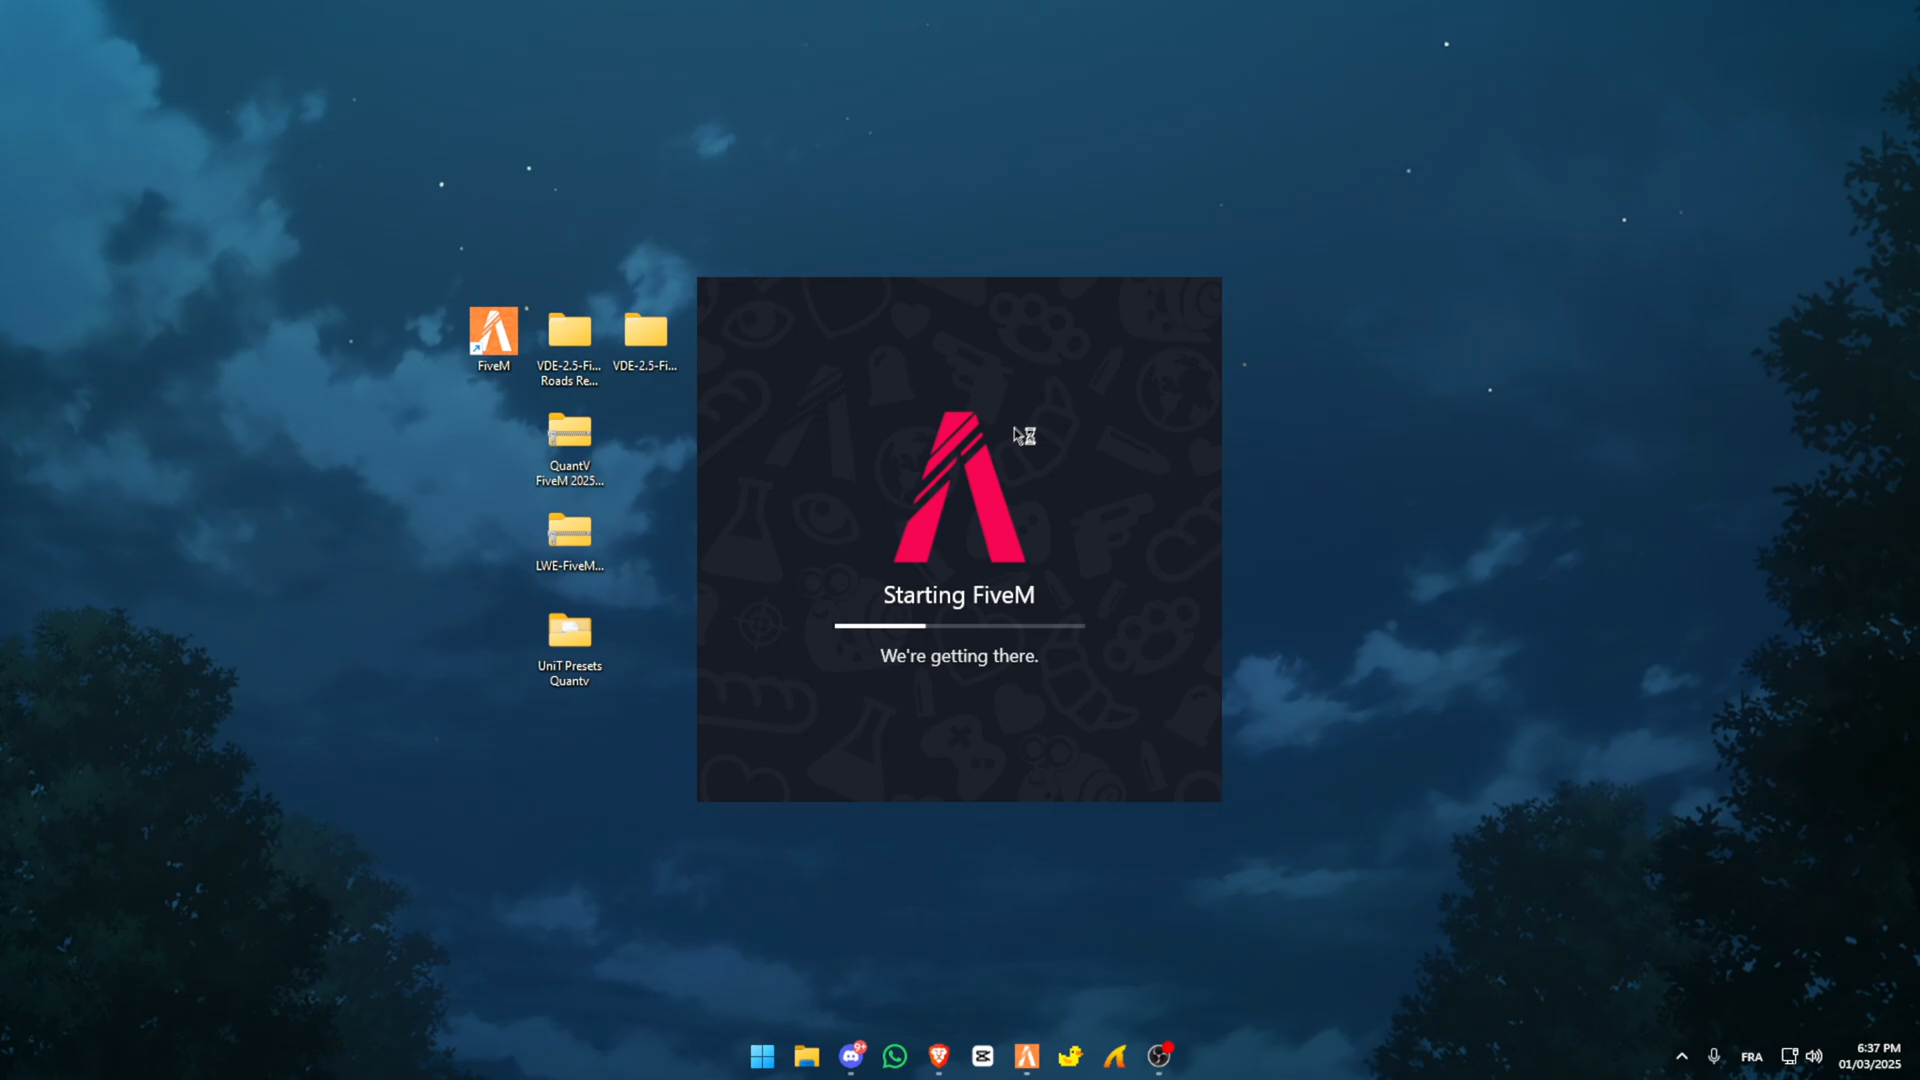 FiveM
VDE-2.5-Fi...
Roads Re...
VDE-2.5-Fi...
QuantV
FiveM 2025...
LWE-FiveM...
UniT Presets
Quantv
Starting FiveM
We're getting there.
9+
FRA
6:37 PM
01/03/2025